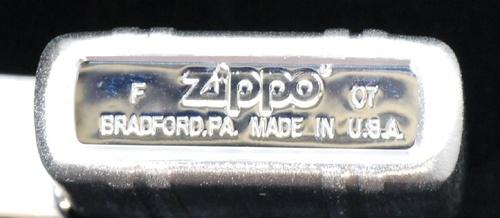 F zippo® 07
BRADFORD,PA. MADE IN U.S.A.